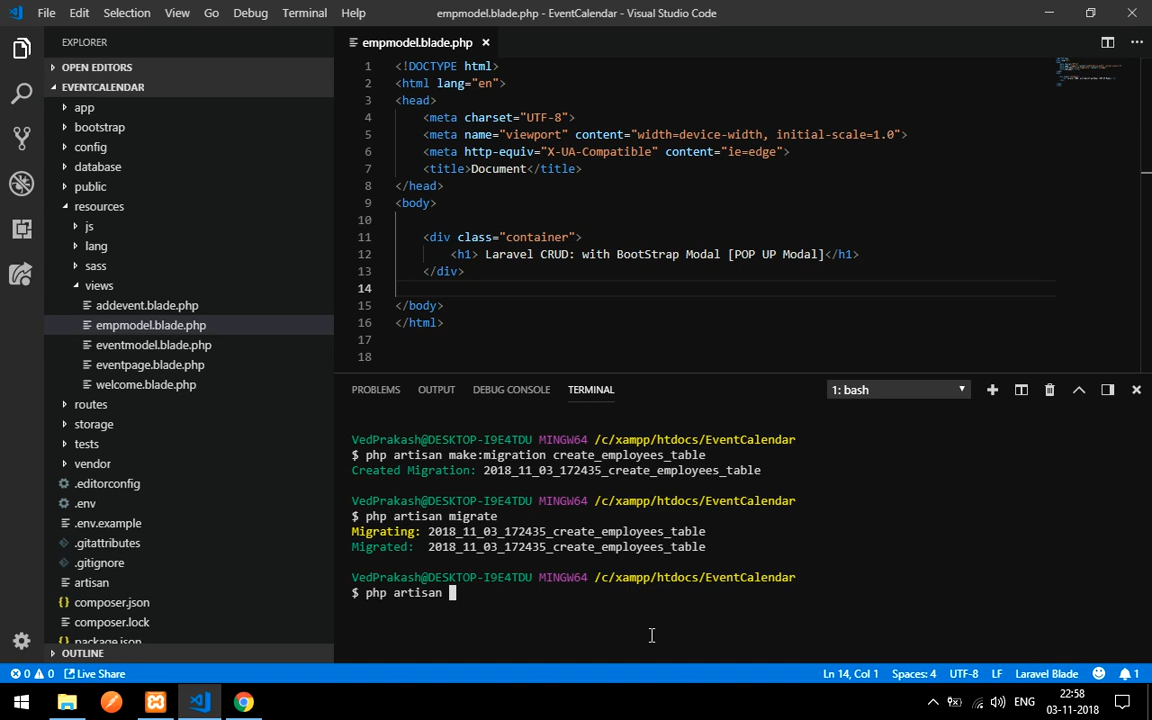 File Edit Selection View Go Debug Terminal Help
empmodel.blade.php - EventCalendar - Visual Studio Code
EXPLORER
OPEN EDITORS
EVENTCALENDAR
app
bootstrap
config
database
public
resources
js
lang
sass
views
addevent.blade.php
empmodel.blade.php
eventmodel.blade.php
eventpage.blade.php
welcome.blade.php
routes
storage
tests
vendor
.editorconfig
.env
.env.example
.gitattributes
.gitignore
artisan
composer.json
composer.lock
package.json
OUTLINE
empmodel.blade.php
1 <!DOCTYPE html>
2 <html lang="en">
3 <head>
4 <meta charset="UTF-8">
5 <meta name="viewport" content="width=device-width, initial-scale=1.0">
6 <meta http-equiv="X-UA-Compatible" content="ie=edge">
7 <title>Document</title>
8 </head>
9 <body>
10
11 <div class="container">
12 <h1> Laravel CRUD: with BootStrap Modal [POP UP Modal]</h1>
13 </div>
14
15 </body>
16 </html>
17
18
PROBLEMS OUTPUT DEBUG CONSOLE TERMINAL
1: bash
VedPrakash@DESKTOP-I9E4TDU MINGW64 /c/xampp/htdocs/EventCalendar
$ php artisan make:migration create_employees_table
Created Migration: 2018_11_03_172435_create_employees_table
VedPrakash@DESKTOP-I9E4TDU MINGW64 /c/xampp/htdocs/EventCalendar
$ php artisan migrate
Migrating: 2018_11_03_172435_create_employees_table
Migrated: 2018_11_03_172435_create_employees_table
VedPrakash@DESKTOP-I9E4TDU MINGW64 /c/xampp/htdocs/EventCalendar
$ php artisan
0 0 Live Share
Ln 14, Col 1 Spaces: 4 UTF-8 LF Laravel Blade 1
ENG
22:58
03-11-2018